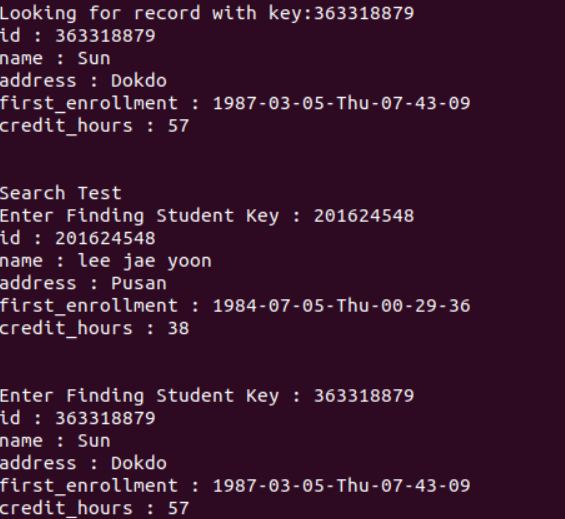 Looking for record with key:363318879
id : 363318879
name : Sun
address : Dokdo
first_enrollment : 1987-03-05-Thu-07-43-09
credit_hours : 57
Search Test
Enter Finding Student Key : 201624548
id : 201624548
name : lee jae yoon
address : Pusan
first_enrollment : 1984-07-05-Thu-00-29-36
credit_hours : 38
Enter Finding Student Key : 363318879
id : 363318879
name : Sun
address : Dokdo
first_enrollment : 1987-03-05-Thu-07-43-09
credit_hours : 57